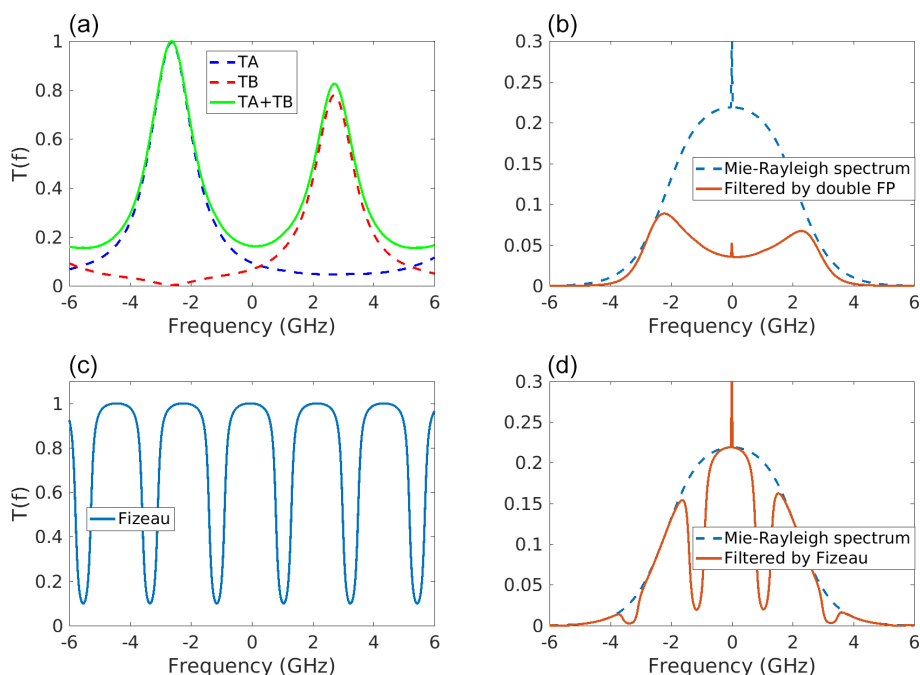 (a)
1
0.8
0.6
0.4
0.2
0
T(f)
TA
TB
TA+TB
-6 -4 -2 0 2 4 6
Frequency (GHz)
(b)
0.3
0.25
0.2
0.15
0.1
0.05
0
Mie-Rayleigh spectrum
Filtered by double FP
-6 -4 -2 0 2 4 6
Frequency (GHz)
(c)
1
0.8
0.6
0.4
0.2
0
T(f)
Fizeau
-6 -4 -2 0 2 4 6
Frequency (GHz)
(d)
0.3
0.25
0.2
0.15
0.1
0.05
0
Mie-Rayleigh spectrum
Filtered by Fizeau
-6 -4 -2 0 2 4 6
Frequency (GHz)